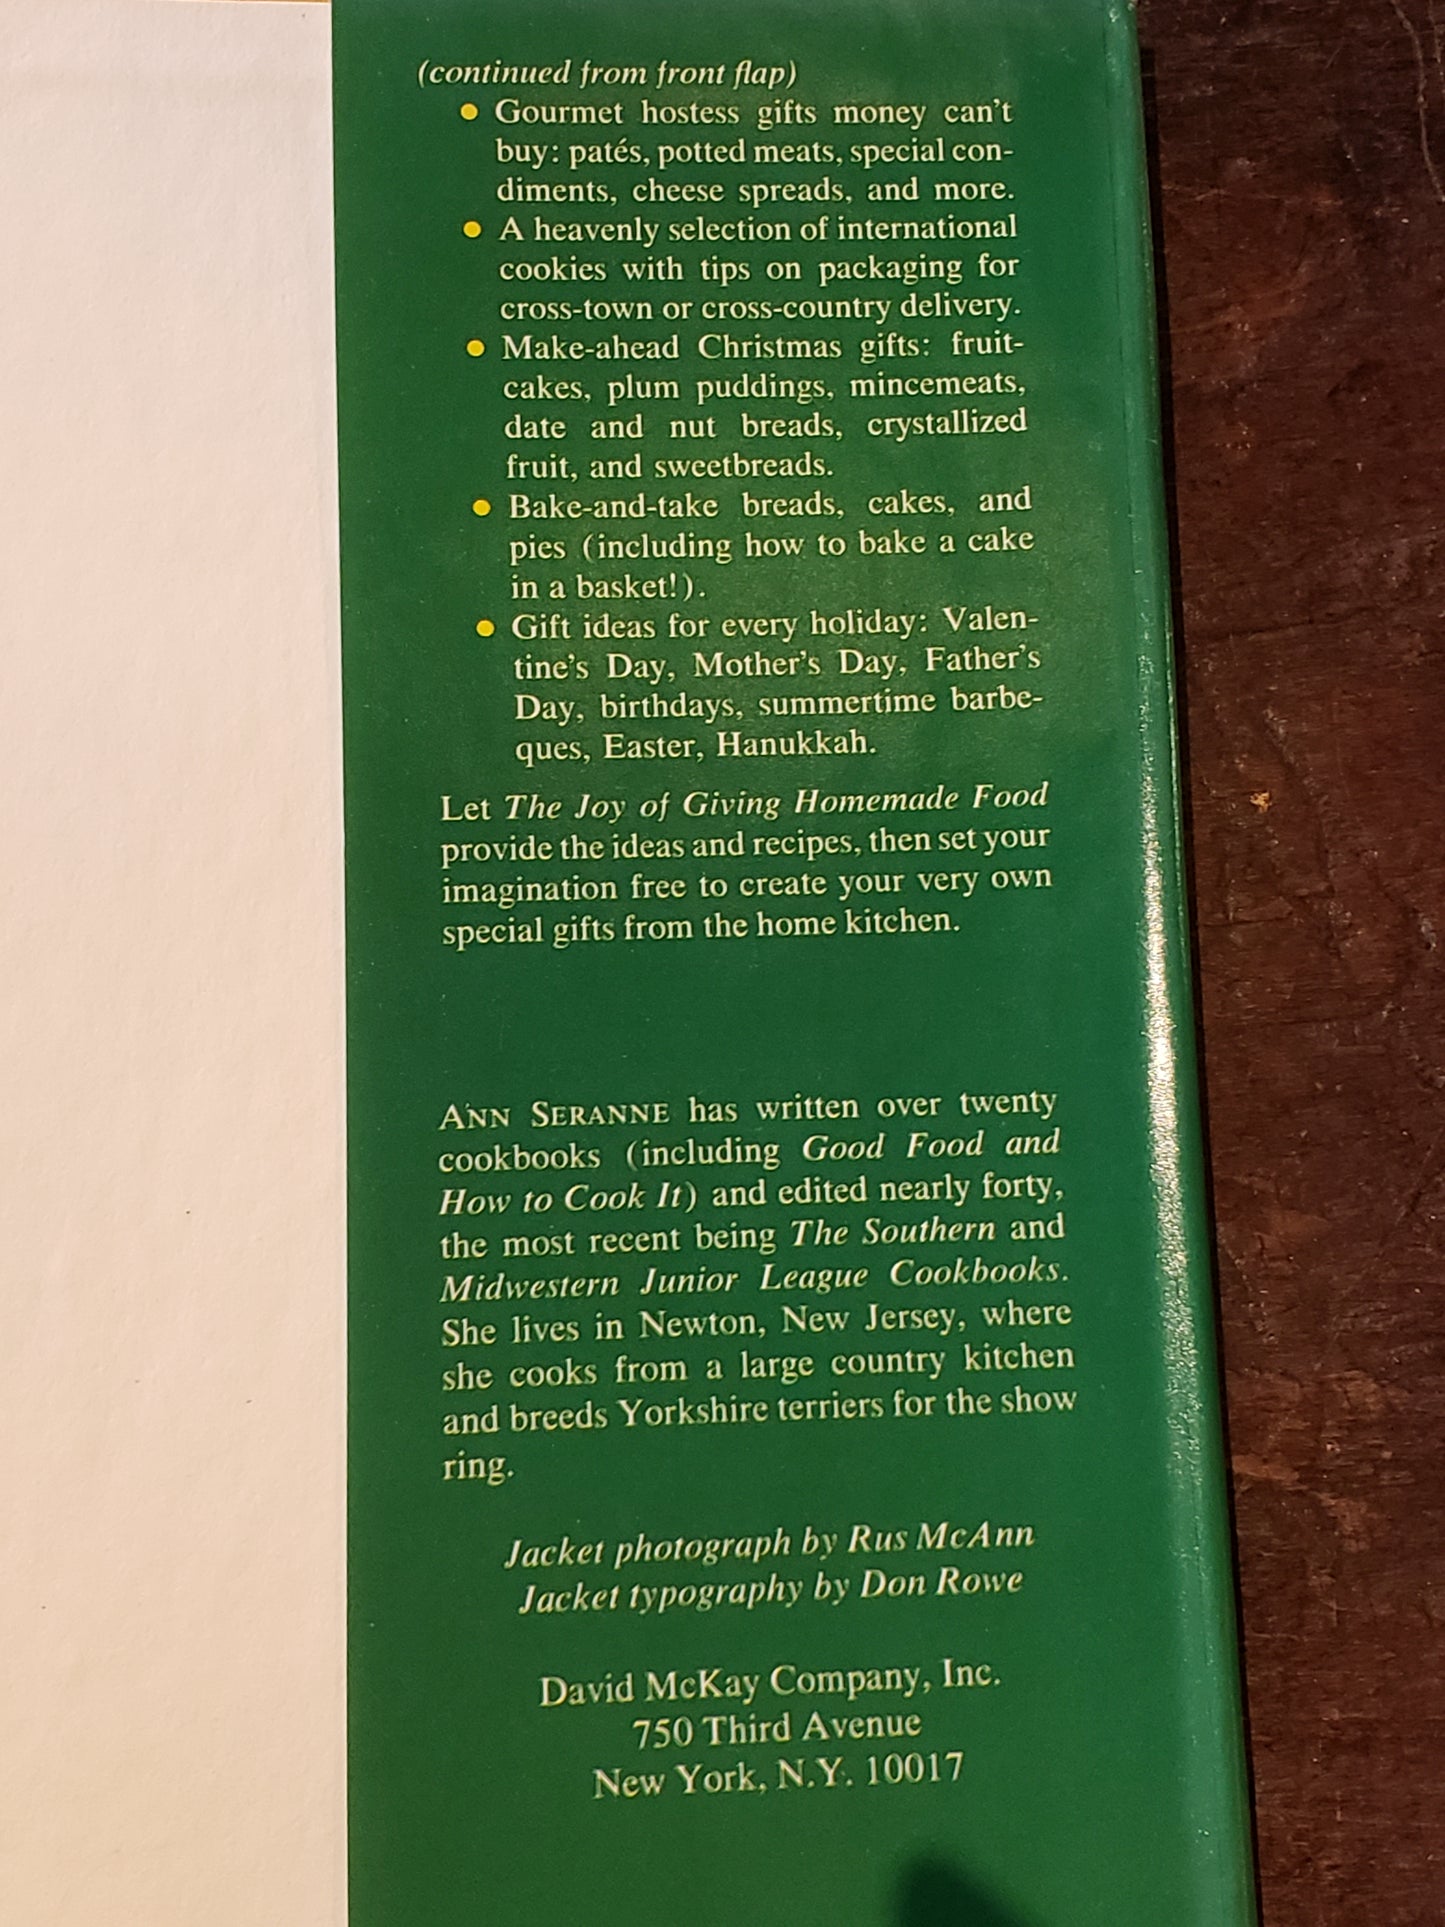 (continued from front flap)
● Gourmet hostess gifts money can't
buy: patés, potted meats, special con-
diments, cheese spreads, and more.
● A heavenly selection of international
cookies with tips on packaging for
cross-town or cross-country delivery.
● Make-ahead Christmas gifts: fruit-
cakes, plum puddings, mincemeats,
date and nut breads, crystallized
fruit, and sweetbreads.
● Bake-and-take breads, cakes, and
pies (including how to bake a cake
in a basket!).
● Gift ideas for every holiday: Valen-
tine's Day, Mother's Day, Father's
Day, birthdays, summertime barbe-
ques, Easter, Hanukkah.
Let The Joy of Giving Homemade Food
provide the ideas and recipes, then set your
imagination free to create your very own
special gifts from the home kitchen.
ANN SERANNE has written over twenty
cookbooks (including Good Food and
How to Cook It) and edited nearly forty,
the most recent being The Southern and
Midwestern Junior League Cookbooks.
She lives in Newton, New Jersey, where
she cooks from a large country kitchen
and breeds Yorkshire terriers for the show
ring.
Jacket photograph by Rus McAnn
Jacket typography by Don Rowe
David McKay Company, Inc.
750 Third Avenue
New York, N.Y. 10017